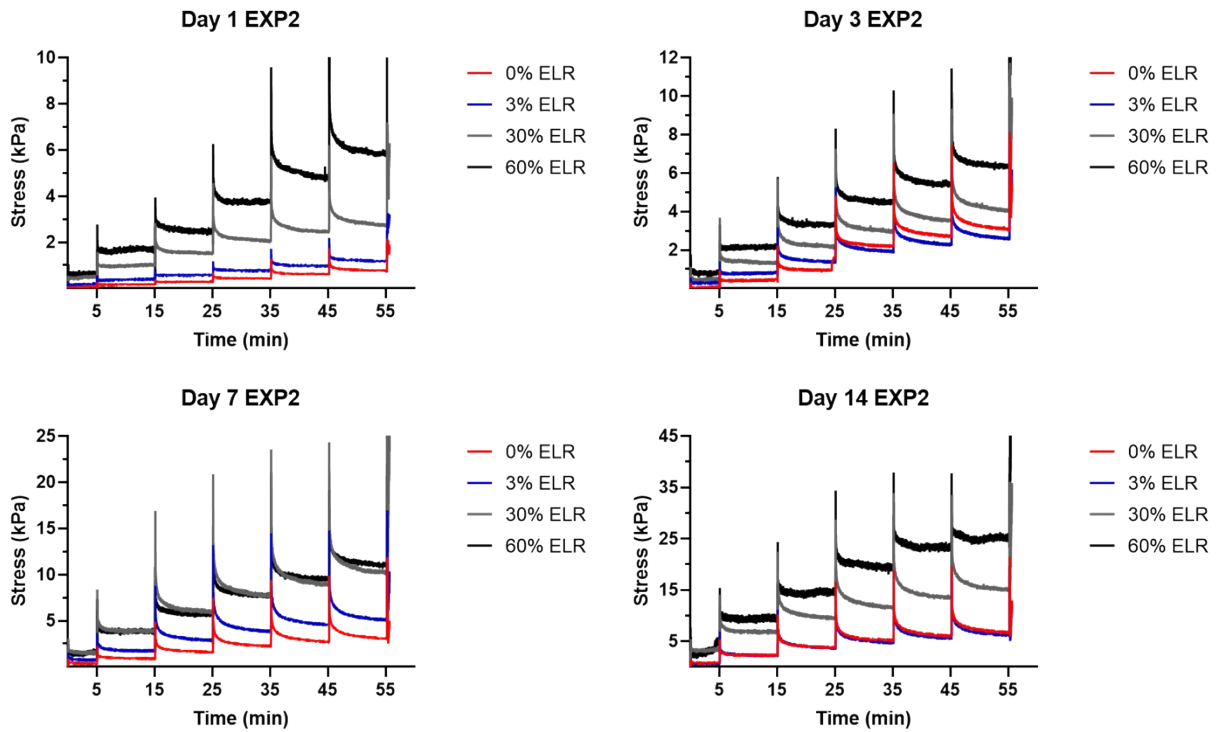 Day 1 EXP2
Stress (kPa)
10
8
6
4
2
5 15 25 35 45 55
Time (min)
0% ELR
3% ELR
30% ELR
60% ELR
Day 3 EXP2
Stress (kPa)
12
10
8
6
4
2
5 15 25 35 45 55
Time (min)
0% ELR
3% ELR
30% ELR
60% ELR
Day 7 EXP2
Stress (kPa)
25
20
15
10
5
5 15 25 35 45 55
Time (min)
0% ELR
3% ELR
30% ELR
60% ELR
Day 14 EXP2
Stress (kPa)
45
35
25
15
5
5 15 25 35 45 55
Time (min)
0% ELR
3% ELR
30% ELR
60% ELR